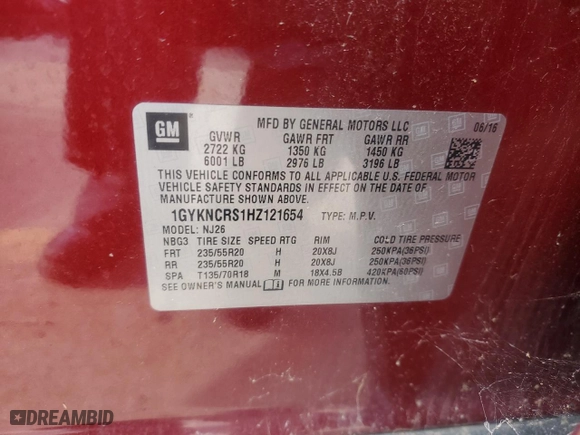 GM
MFD BY GENERAL MOTORS LLC 06/16
GVWR GAWR FRT GAWR RR
2722 KG 1350 KG 1450 KG
6001 LB 2976 LB 3196 LB
THIS VEHICLE CONFORMS TO ALL APPLICABLE U.S. FEDERAL MOTOR
VEHICLE SAFETY STANDARDS IN EFFECT ON THE DATE OF
MANUFACTURE SHOWN ABOVE.
1GYKNCRS1HZ121654 TYPE: M.P.V.
MODEL: NJ26
NBG3 TIRE SIZE SPEED RTG RIM COLD TIRE PRESSURE
FRT 235/55R20 H 20X8J 250KPA(36PSI)
RR 235/55R20 H 20X8J 250KPA(36PSI)
SPA T135/70R18 M 18X4.5B 420KPA(60PSI)
SEE OWNER'S MANUAL FOR MORE INFORMATION.
DREAMBID